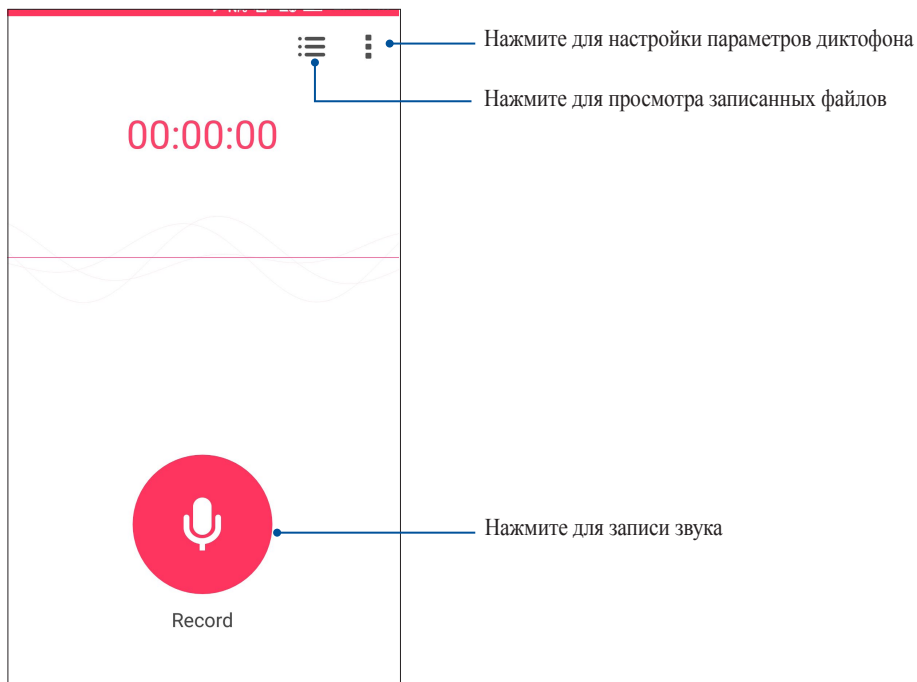 Нажмите для настройки параметров диктофона
Нажмите для просмотра записанных файлов
00:00:00
Нажмите для записи звука
Record